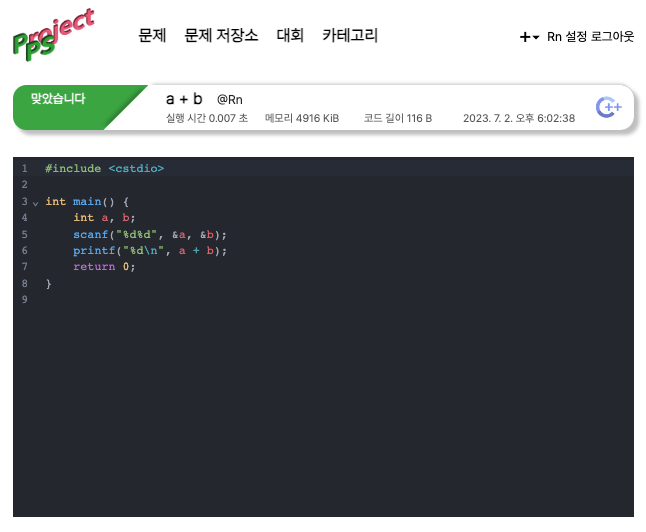 Project
PPS
문제 문제 저장소 대회 카테고리
+ Rn 설정 로그아웃
맞았습니다
a + b @Rn
실행 시간 0.007 초 메모리 4916 KiB 코드 길이 116 B 2023. 7. 2. 오후 6:02:38
C++
1 #include <cstdio>
2
3 int main() {
4     int a, b;
5     scanf("%d%d", &a, &b);
6     printf("%d\n", a + b);
7     return 0;
8 }
9